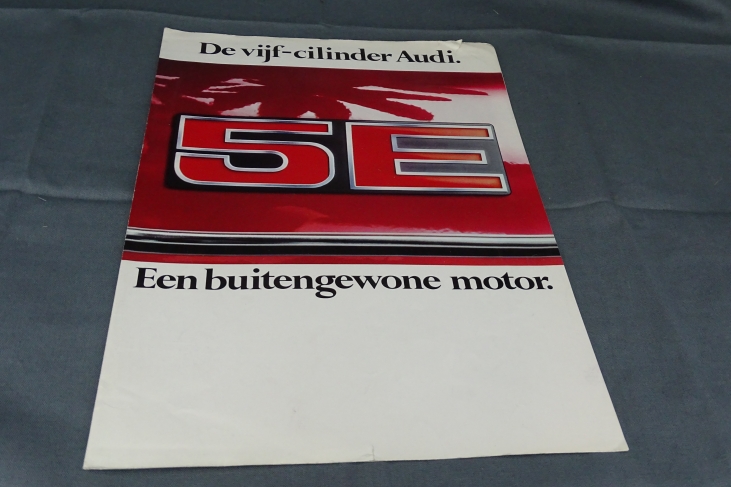 De vijf-cilinder Audi.
5E
Een buitengewone motor.